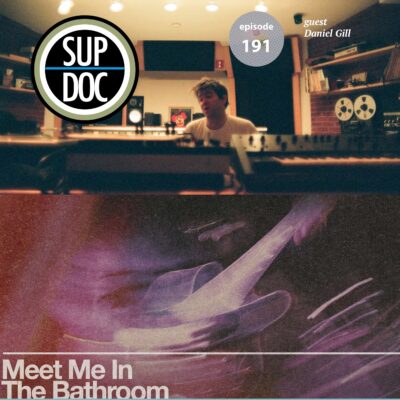 SUP
DOC
episode
191
guest
Daniel Gill
Meet Me In
The Bathroom